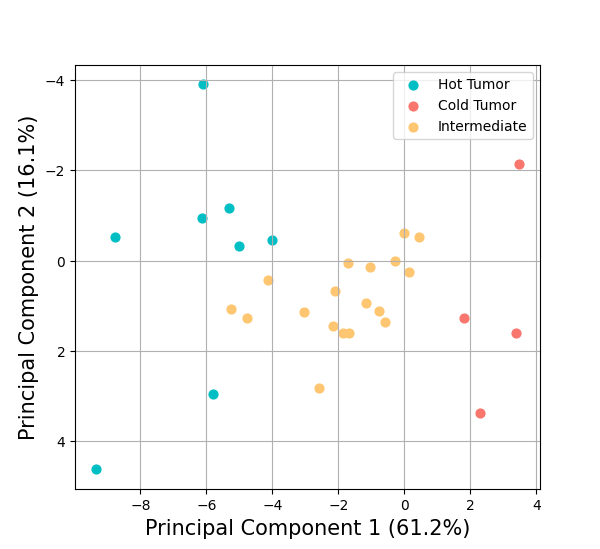 Hot Tumor
Cold Tumor
Intermediate
−4
−2
0
2
4
−8
−6
−4
−2
0
2
4
Principal Component 1 (61.2%)
Principal Component 2 (16.1%)